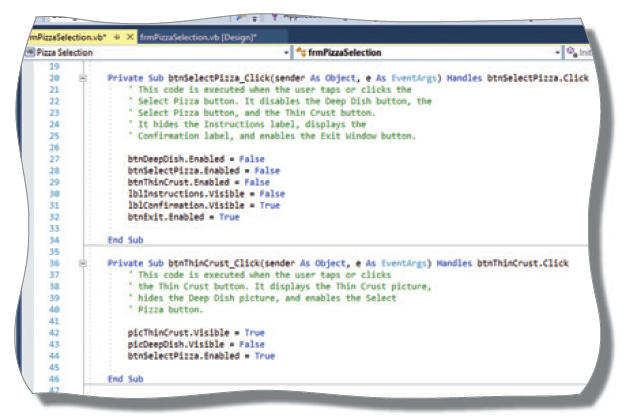 mPizzaSelection.vb* frmPizzaSelection.vb [Design]*
Pizza Selection frmPizzaSelection
19
20 Private Sub btnSelectPizza_Click(sender As Object, e As EventArgs) Handles btnSelectPizza.Click
21 ' This code is executed when the user taps or clicks the
22 ' Select Pizza button. It disables the Deep Dish button, the
23 ' Select Pizza button, and the Thin Crust button.
24 ' It hides the Instructions label, displays the
25 ' Confirmation label, and enables the Exit Window button.
26
27 btnDeepDish.Enabled = False
28 btnSelectPizza.Enabled = False
29 btnThinCrust.Enabled = False
30 lblInstructions.Visible = False
31 lblConfirmation.Visible = True
32 btnExit.Enabled = True
33
34 End Sub
35
36 Private Sub btnThinCrust_Click(sender As Object, e As EventArgs) Handles btnThinCrust.Click
37 ' This code is executed when the user taps or clicks
38 ' the Thin Crust button. It displays the Thin Crust picture,
39 ' hides the Deep Dish picture, and enables the Select
40 ' Pizza button.
41
42 picThinCrust.Visible = True
43 picDeepDish.Visible = False
44 btnSelectPizza.Enabled = True
45
46 End Sub
47